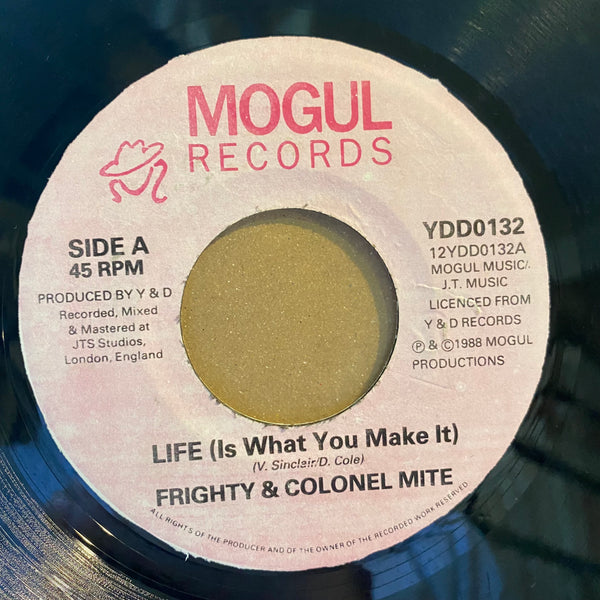 MOGUL
RECORDS
SIDE A
45 RPM
PRODUCED BY Y & D
Recorded, Mixed
& Mastered at
JTS Studios,
London, England
YDD0132
12YDD0132A
MOGUL MUSIC/.
J.T. MUSIC
LICENCED FROM
Y & D RECORDS
℗ & ©1988 MOGUL
PRODUCTIONS
LIFE (Is What You Make It)
(V. Sinclair/D. Cole)
FRIGHTY & COLONEL MITE
ALL RIGHTS OF THE PRODUCER AND OF THE OWNER OF THE RECORDED WORK RESERVED